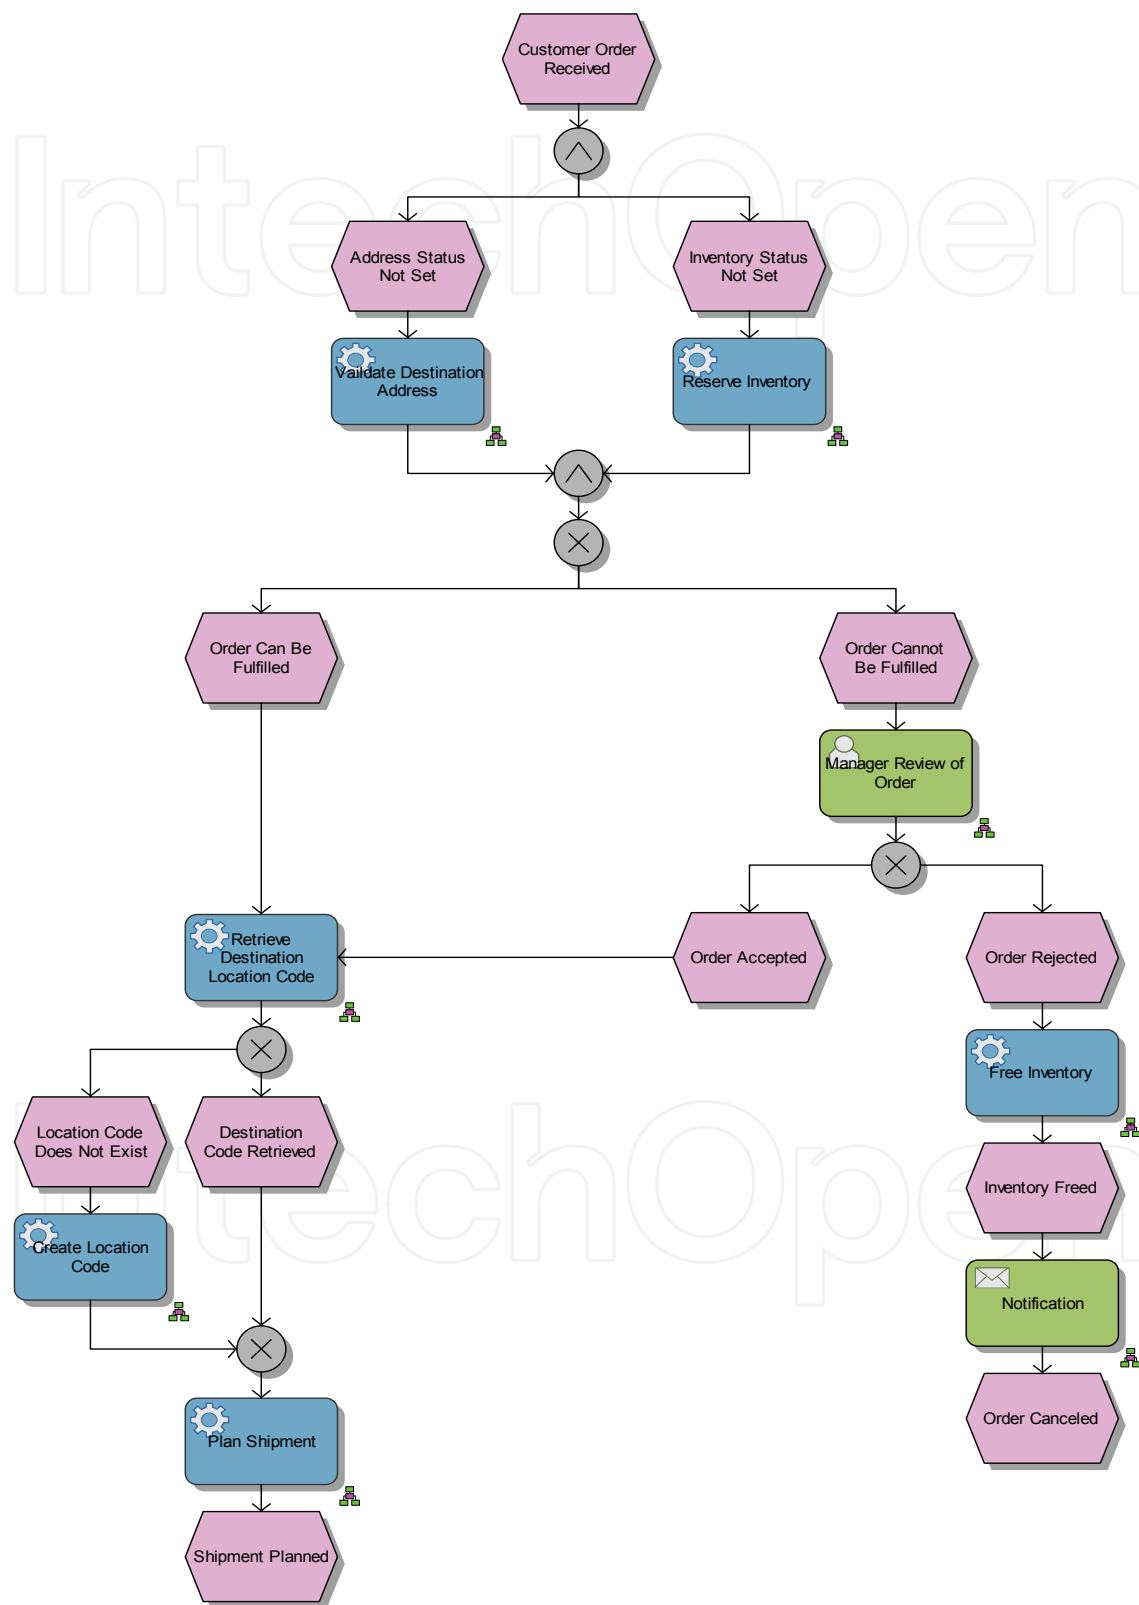 Customer Order
Received
IntechOpen
Address Status
Not Set
Inventory Status
Not Set
Validate Destination
Address
Reserve Inventory
Order Can Be
Fulfilled
Order Cannot
Be Fulfilled
Manager Review of
Order
Retrieve
Destination
Location Code
Order Accepted
Order Rejected
Free Inventory
Location Code
Does Not Exist
Destination
Code Retrieved
IntechOpen
Inventory Freed
Create Location
Code
Notification
Plan Shipment
Order Canceled
Shipment Planned